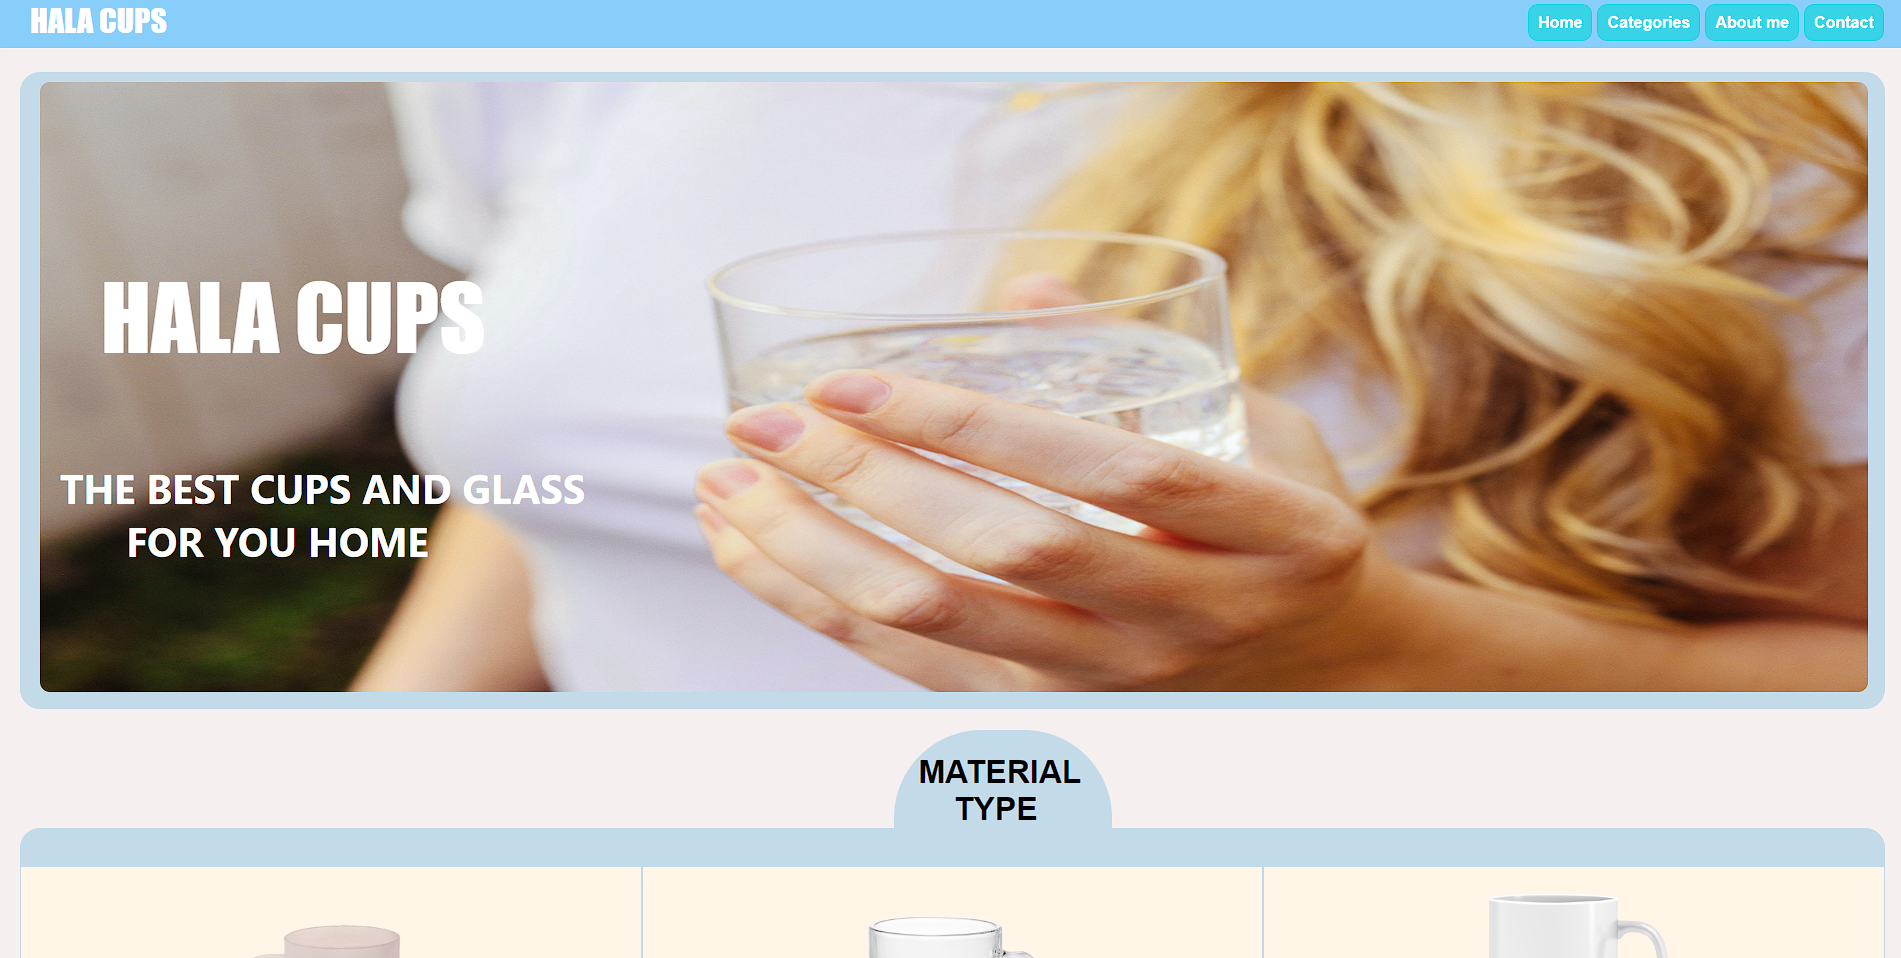 HALA CUPS
Home
Categories
About me
Contact
HALA CUPS
THE BEST CUPS AND GLASS
FOR YOU HOME
MATERIAL
TYPE